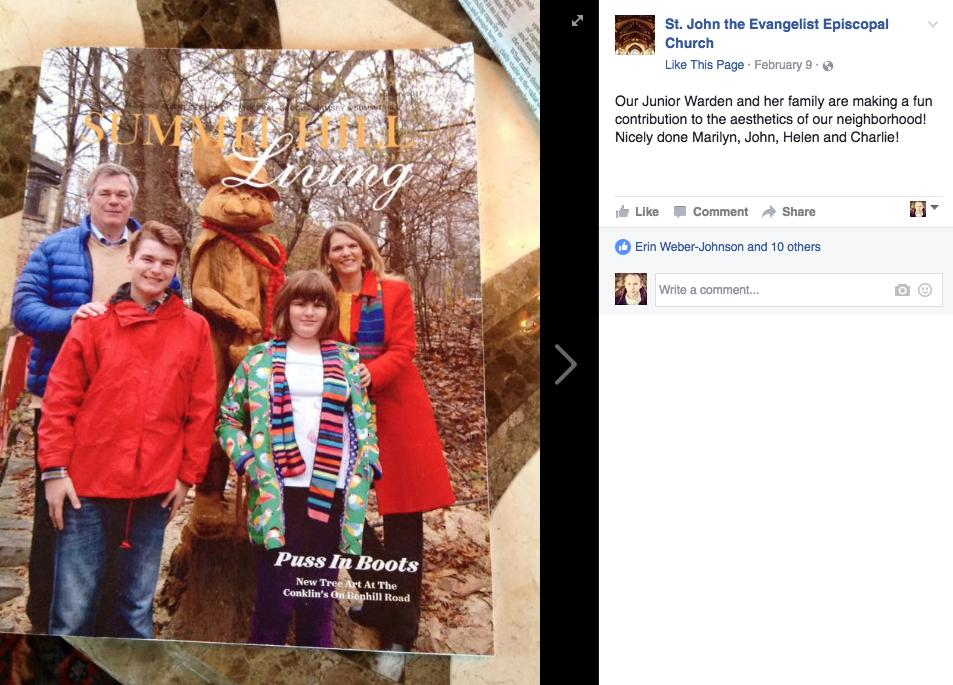 SUMMIT HILL
Living
Puss In Boots
New Tree Art At The
Conklin's On Benhill Road
St. John the Evangelist Episcopal
Church
Like This Page · February 9 ·
Our Junior Warden and her family are making a fun
contribution to the aesthetics of our neighborhood!
Nicely done Marilyn, John, Helen and Charlie!
Like Comment Share
Erin Weber-Johnson and 10 others
Write a comment...